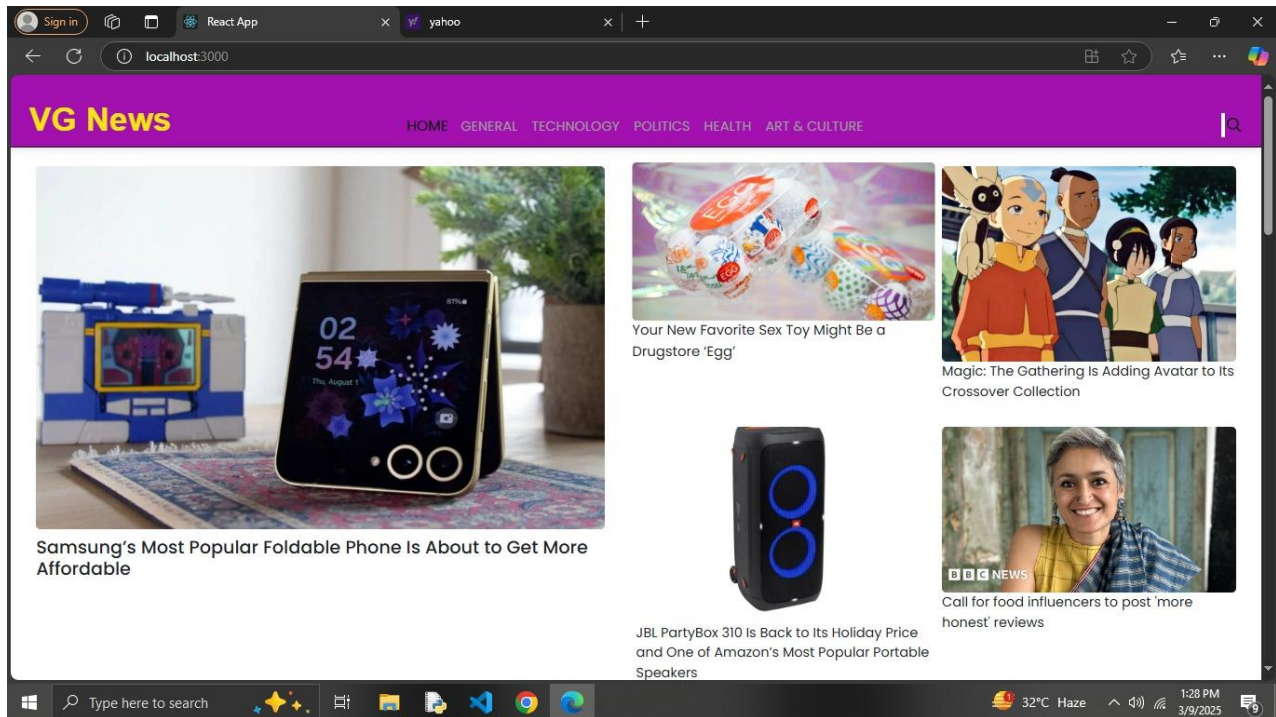 Sign in
React App
yahoo
localhost:3000
VG News
HOME GENERAL TECHNOLOGY POLITICS HEALTH ART & CULTURE
81%
02
54
Thu, August 1
Samsung's Most Popular Foldable Phone Is About to Get More
Affordable
EGG
EGG
Your New Favorite Sex Toy Might Be a
Drugstore ‘Egg’
Magic: The Gathering Is Adding Avatar to Its
Crossover Collection
JBL PartyBox 310 Is Back to Its Holiday Price
and One of Amazon’s Most Popular Portable
Speakers
BBC NEWS
Call for food influencers to post 'more
honest' reviews
Type here to search
32°C Haze
1:28 PM
3/9/2025
9